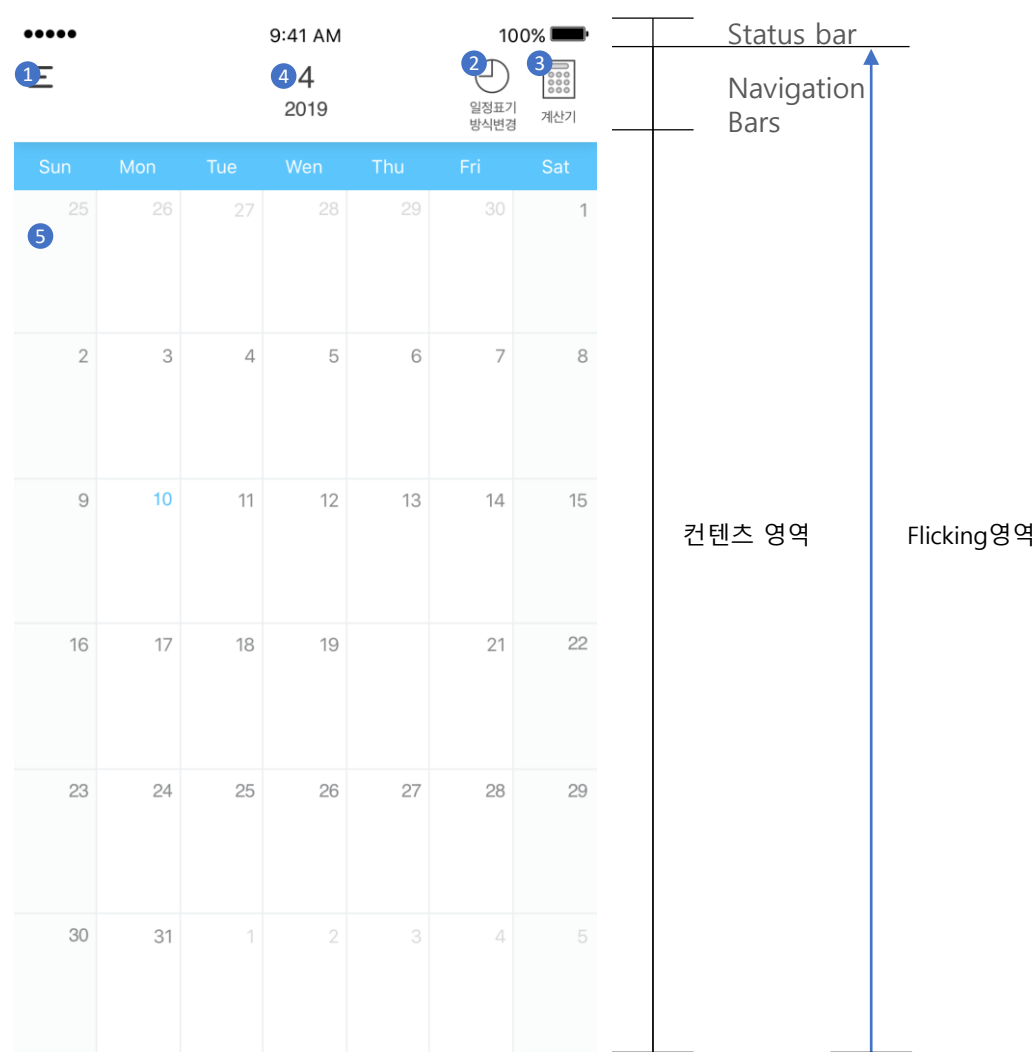 9:41 AM
100%
Status bar
1
4
4
2019
2
일정표기
방식변경
3
계산기
Navigation
Bars
Sun Mon Tue Wen Thu Fri Sat
25 26 27 28 29 30 1
5
2 3 4 5 6 7 8
9 10 11 12 13 14 15
컨텐츠 영역
Flicking영역
16 17 18 19 21 22
23 24 25 26 27 28 29
30 31 1 2 3 4 5